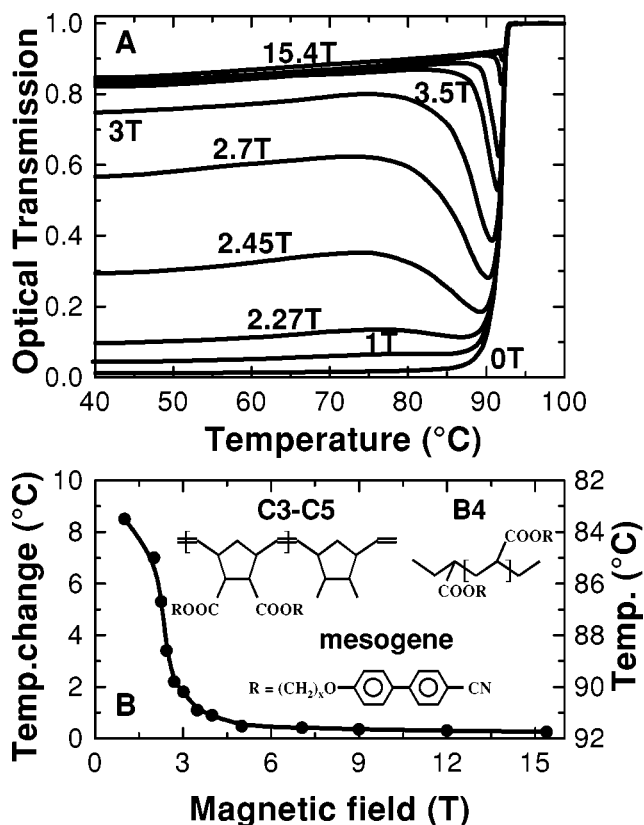 A
Optical Transmission
1.0
0.8
0.6
0.4
0.2
0.0
15.4T
3.5T
3T
2.7T
2.45T
2.27T
1T
0T
40 50 60 70 80 90 100
Temperature (°C)
B
Temp.change (°C)
10
8
6
4
2
0
Temp. (°C)
82
84
86
88
90
92
C3-C5
B4
ROOC
COOR
COOR
COOR
mesogene
R = (CH₂)ₓO
CN
0 3 6 9 12 15
Magnetic field (T)